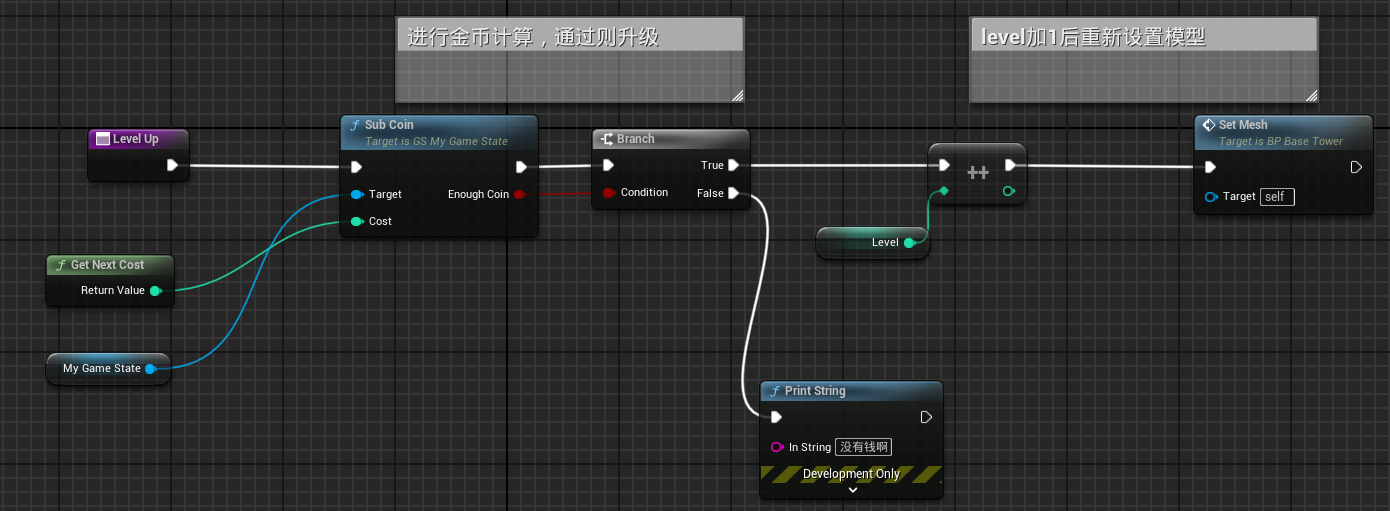 进行金币计算，通过则升级
level加1后重新设置模型
Level Up
f Sub Coin
Target is GS My Game State
Target
Enough Coin
Cost
Branch
True
Condition
False
++
Level
Set Mesh
Target is BP Base Tower
Target self
f Get Next Cost
Return Value
My Game State
f Print String
In String 没有钱啊
Development Only